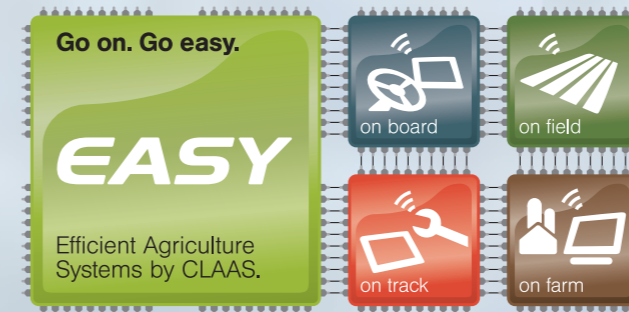 Go on. Go easy.
EASY
Efficient Agriculture
Systems by CLAAS.
on board
on field
on track
on farm